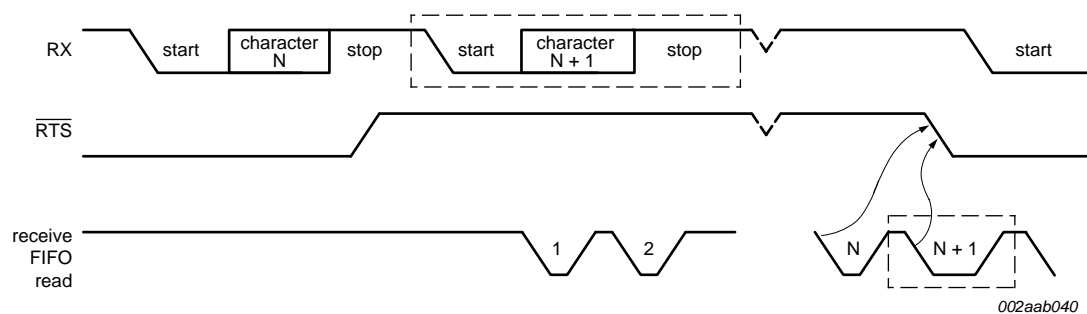 RX
start
character
N
stop
start
character
N + 1
stop
start
RTS
receive
FIFO
read
1
2
N
N + 1
002aab040